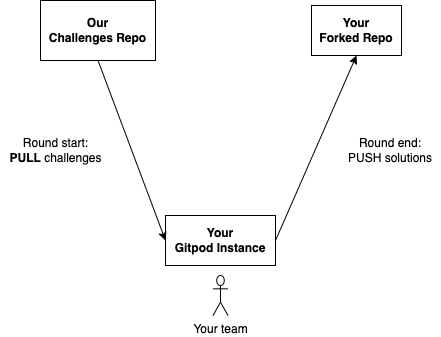 Our
Challenges Repo
Your
Forked Repo
Round start:
PULL challenges
Round end:
PUSH solutions
Your
Gitpod Instance
Your team